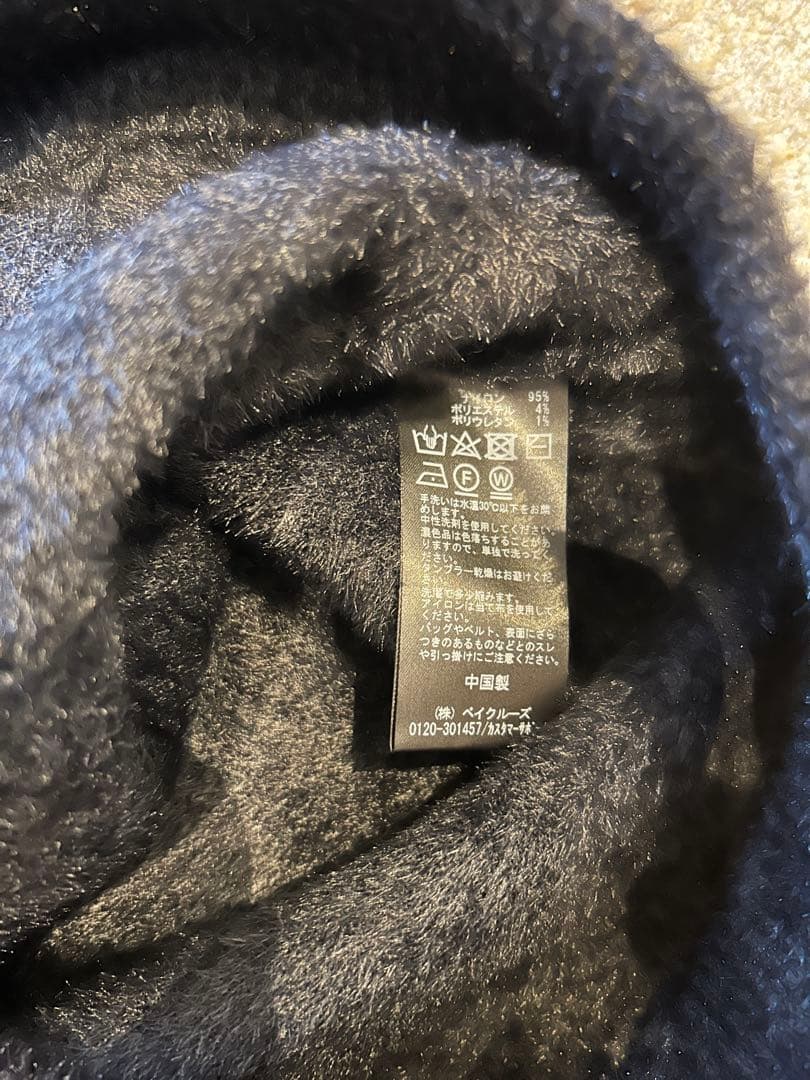 ナイロン 95%
ポリエステル 4%
ポリウレタン 1%
F W
手洗いは水温30℃以下をお薦
めします。
中性洗剤を使用してください。
濃色品は色落ちすることがあ
りますので、単独で洗ってく
ださい。
タンブラー乾燥はお避けくだ
洗濯で多少縮みます。
アイロンは当て布を使用して
ください。
バッグやベルト、表面にざら
つきのあるものなどとのスレ
や引っ掛けにご注意ください。
中国製
(株) ベイクルーズ
0120-301457/カスタマーサポ